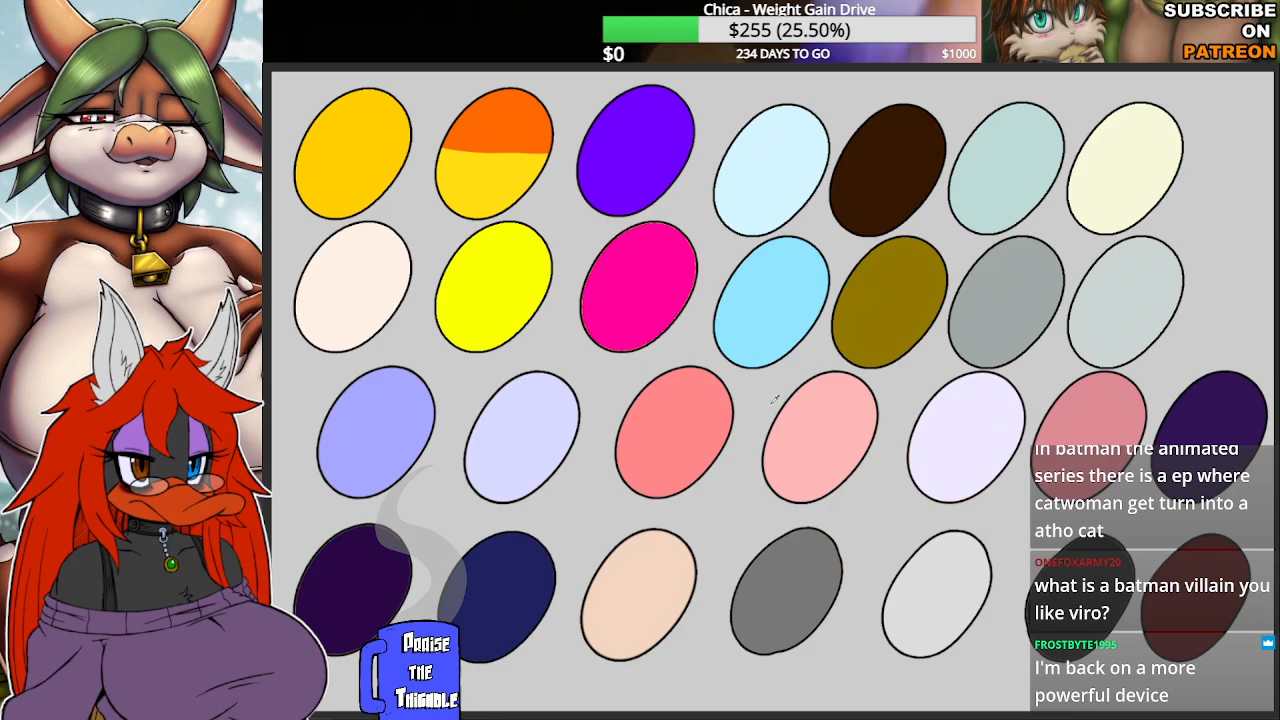 Chica - Weight Gain Drive
$255 (25.50%)
$0
234 DAYS TO GO
$1000
SUBSCRIBE
ON
PATREON
In batman the animated
series there is a ep where
catwoman get turn into a
atho cat
ONEFOXARMY20
what is a batman villain you
like viro?
FROSTBYTE1995
I'm back on a more
powerful device
PRAISE
THE
THIGHOLE